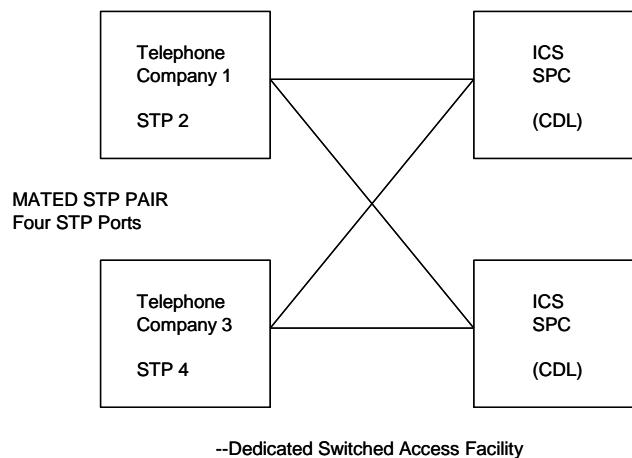 Telephone
Company 1
STP 2
ICS
SPC
(CDL)
MATED STP PAIR
Four STP Ports
Telephone
Company 3
STP 4
ICS
SPC
(CDL)
--Dedicated Switched Access Facility